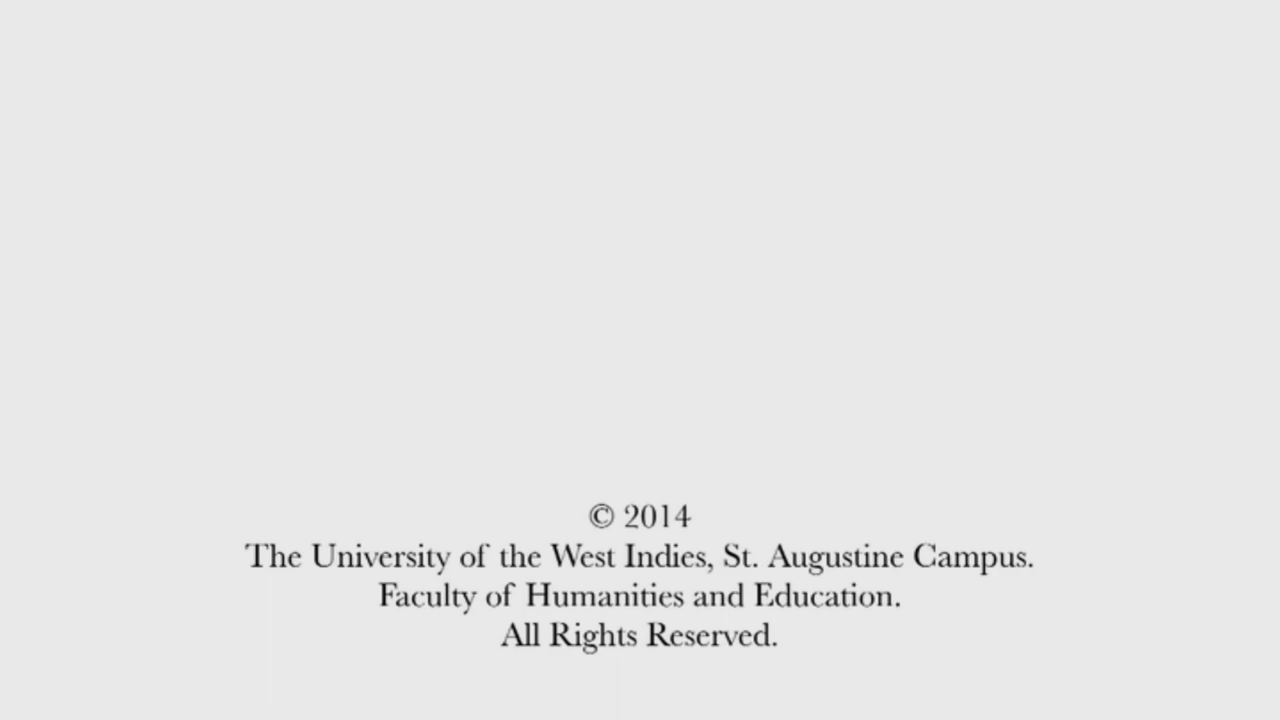 © 2014
The University of the West Indies, St. Augustine Campus.
Faculty of Humanities and Education.
All Rights Reserved.